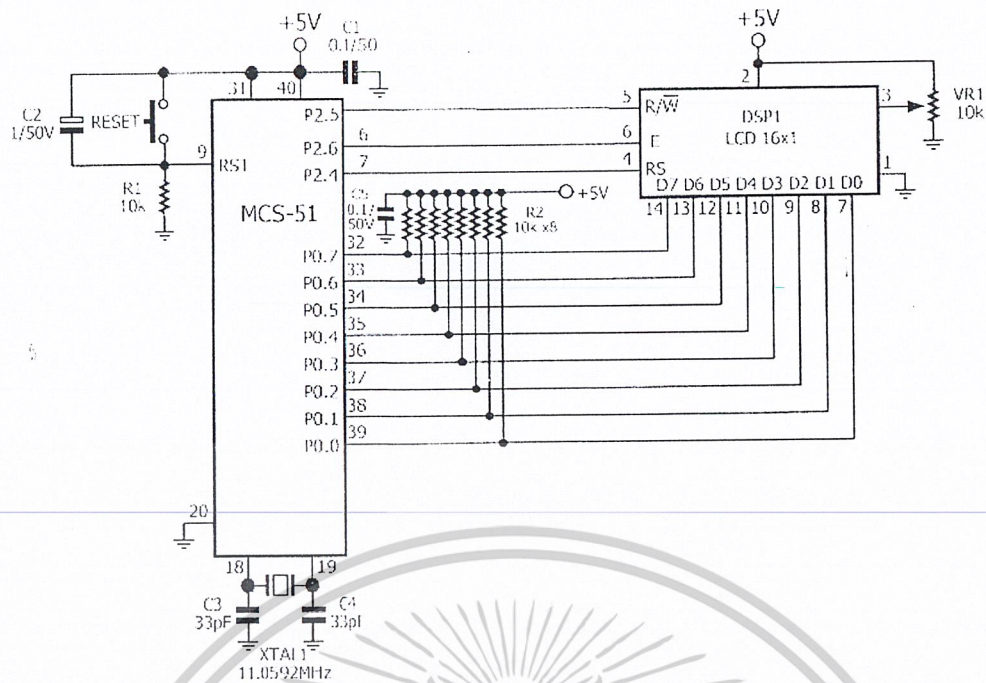 +5V
C1
0.1/50
31
40
C2
1/50V
RESET
9
RST
R1
10k
MCS-51
P2.5
P2.6
6
P2.4
7
+5V
2
5
R/W
6
E
4
RS
DSP1
LCD 16x1
3
VR1
10k
1
D7 D6 D5 D4 D3 D2 D1 D0
14 13 12 11 10 9 8 7
C5
0.1/
50V
+5V
R2
10k x8
P0.7
32
P0.6
33
P0.5
34
P0.4
35
P0.3
36
P0.2
37
P0.1
38
P0.0
39
20
18
19
C3
33pF
C4
33pF
XTAL1
11.0592MHz